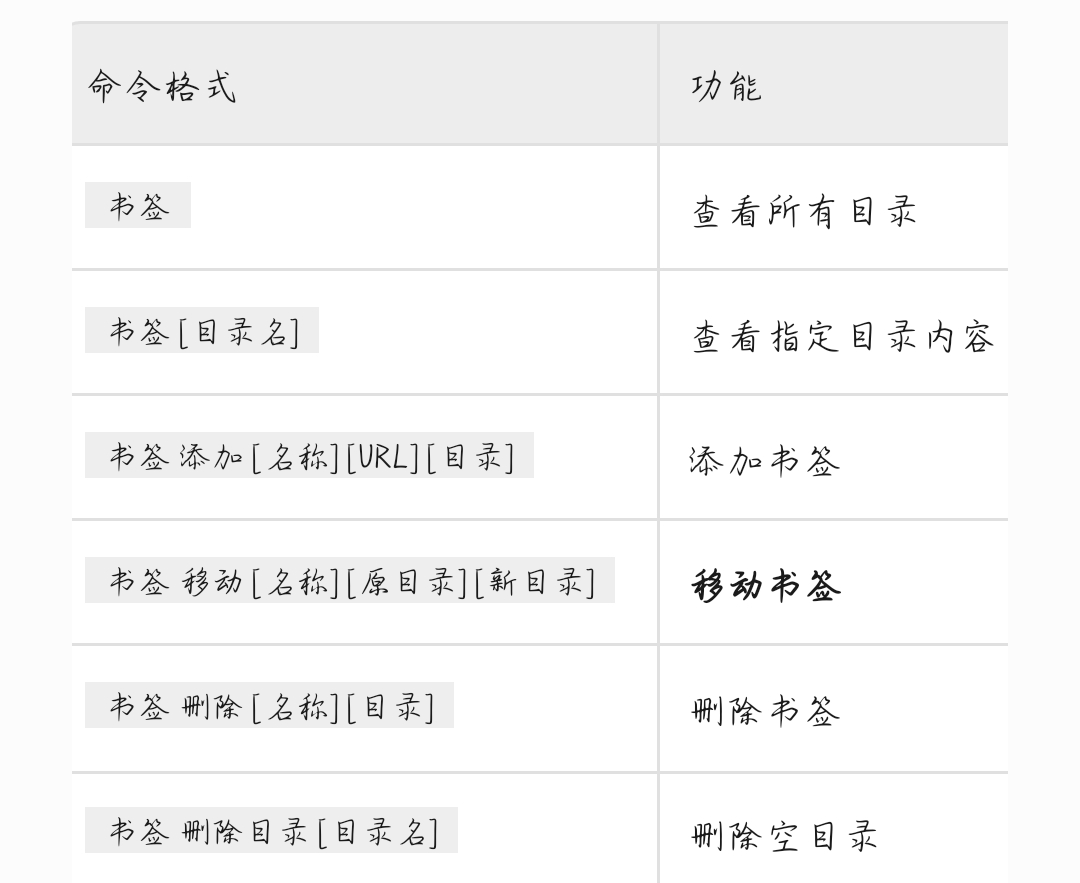 命令格式 功能
书签 查看所有目录
书签 [目录名] 查看指定目录内容
书签 添加 [名称] [URL] [目录] 添加书签
书签 移动 [名称] [原目录] [新目录] 移动书签
书签 删除 [名称] [目录] 删除书签
书签 删除目录 [目录名] 删除空目录